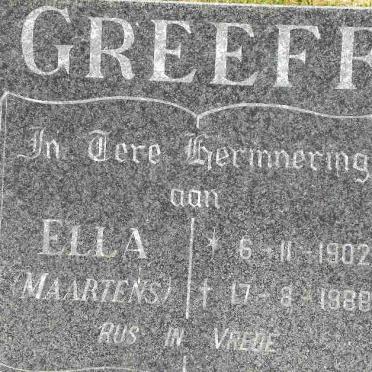 GREEFF
In Tere Herinnering
aan
ELLA * 6-11-1902
(MAARTENS) † 17-8-1988
RUS IN VREDE